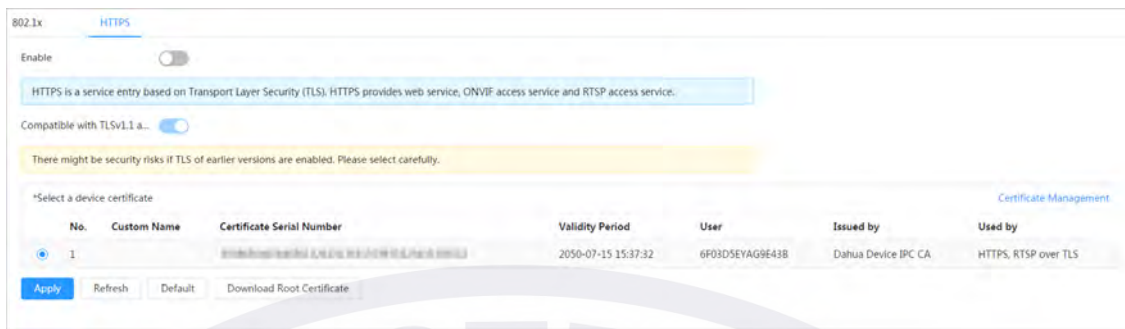 802.1x HTTPS
Enable
HTTPS is a service entry based on Transport Layer Security (TLS). HTTPS provides web service, ONVIF access service and RTSP access service.
Compatible with TLSv1.1 a...
There might be security risks if TLS of earlier versions are enabled. Please select carefully.
*Select a device certificate Certificate Management
No. Custom Name Certificate Serial Number Validity Period User Issued by Used by
1 2050-07-15 15:37:32 6F03D5EYAG9E43B Dahua Device IPC CA HTTPS, RTSP over TLS
Apply Refresh Default Download Root Certificate